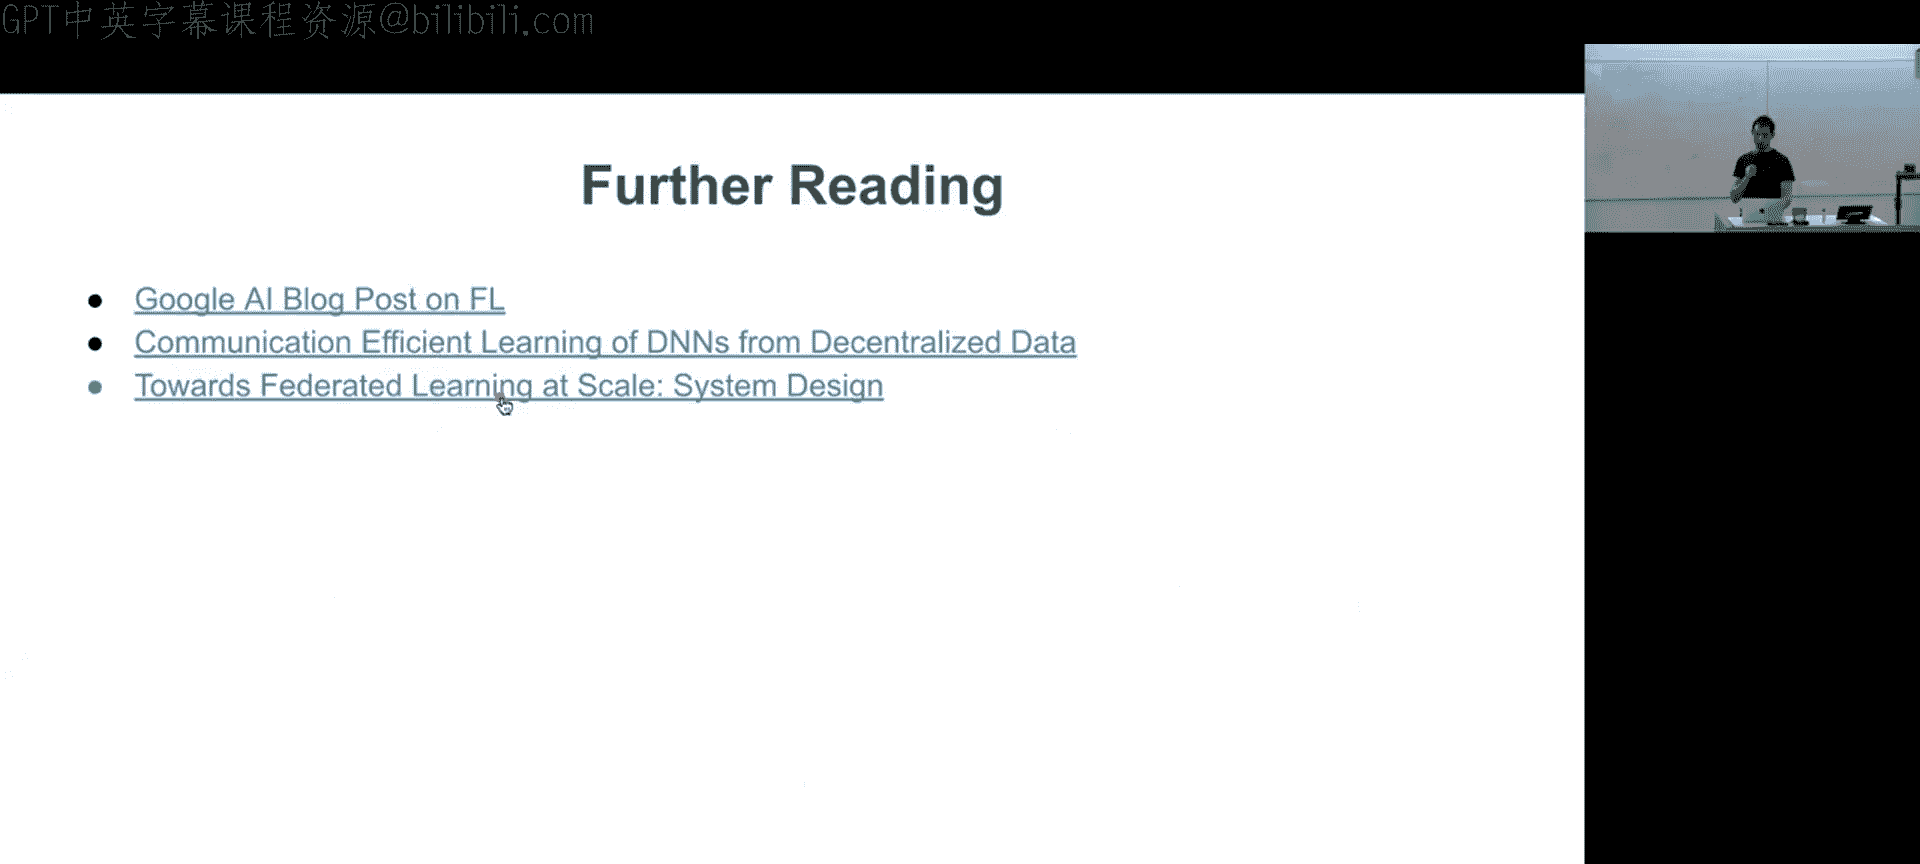 GPT中英字幕课程资源@bilibili.com
Further Reading
Google AI Blog Post on FL
Communication Efficient Learning of DNNs from Decentralized Data
Towards Federated Learning at Scale: System Design